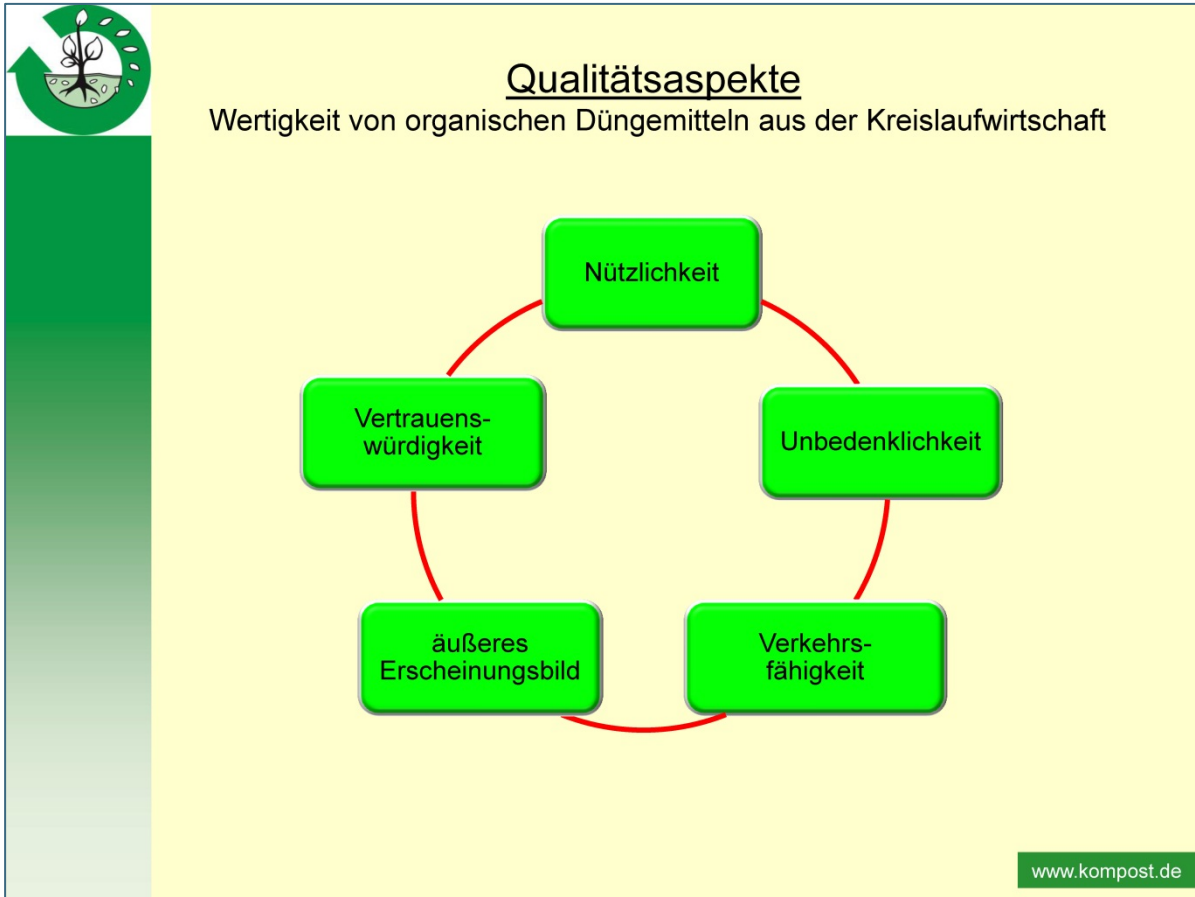 Qualitätsaspekte
Wertigkeit von organischen Düngemitteln aus der Kreislaufwirtschaft
Nützlichkeit
Unbedenklichkeit
Verkehrs-
fähigkeit
äußeres
Erscheinungsbild
Vertrauens-
würdigkeit
www.kompost.de